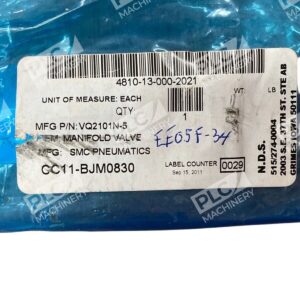 4810-13-000-2021
UNIT OF MEASURE: EACH
QTY
1
WT
LB
MFG P/N: VQ2101N-5
ITEM: MANIFOLD VALVE
MFG: SMC PNEUMATICS
EE05F-34
CC11-BJM0830
LABEL COUNTER
0029
Sep 15, 2011
N.D.S.
515/274-0004
2003 S.E. 37TH ST. STE AB
GRIMES IOWA 50111
PLC
MACHINERY